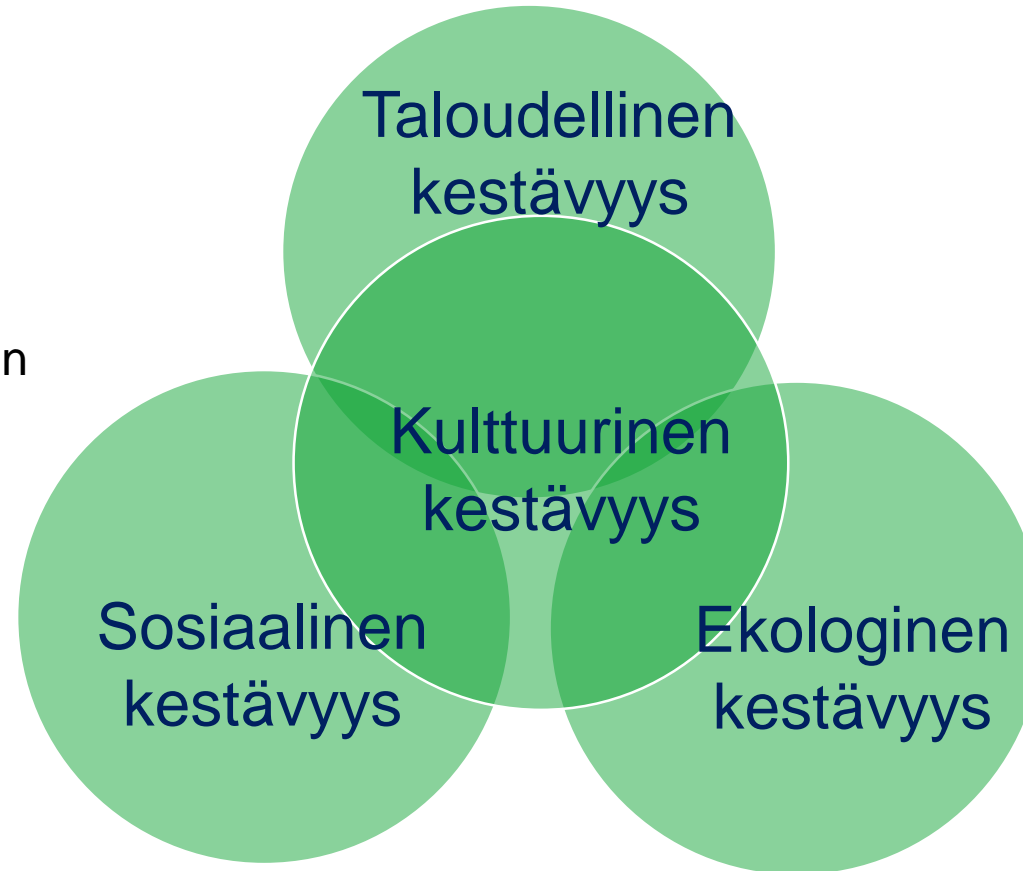 Taloudellinen
kestävyys
n
Kulttuurinen
kestävyys
Sosiaalinen
kestävyys
Ekologinen
kestävyys